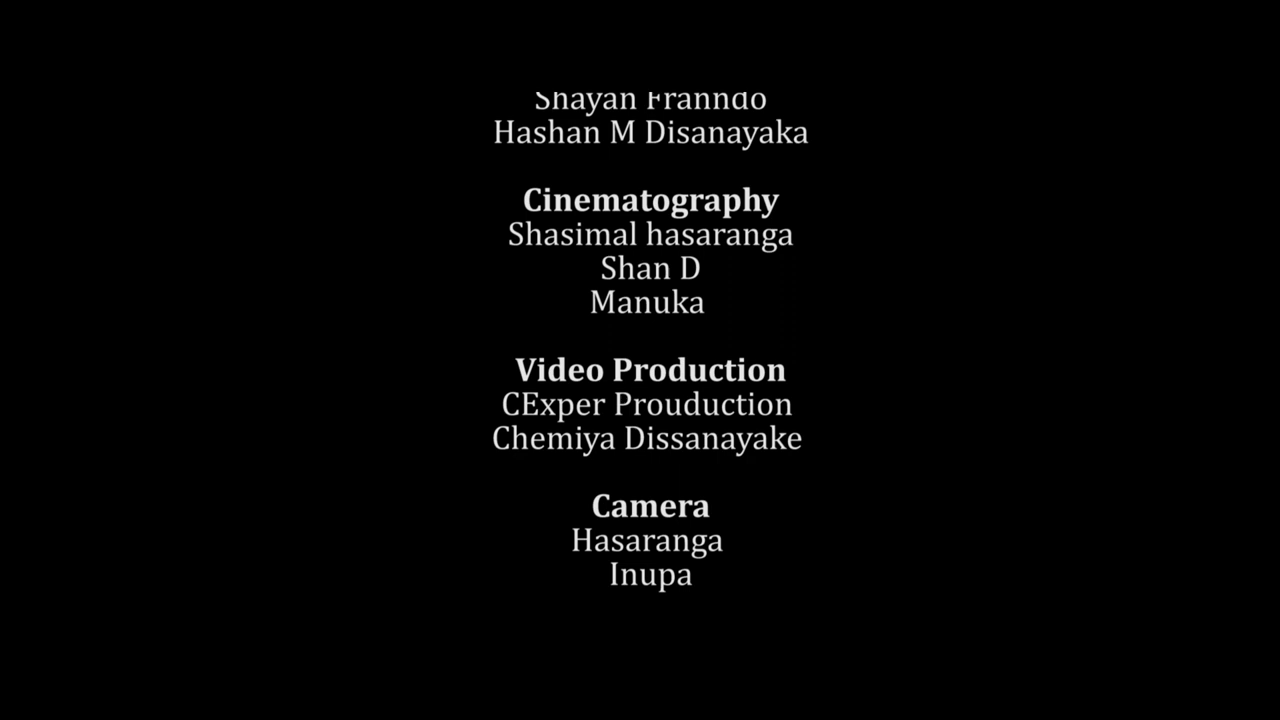 Shayan Franndo
Hashan M Disanayaka
Cinematography
Shasimal hasaranga
Shan D
Manuka
Video Production
CExper Prouduction
Chemiya Dissanayake
Camera
Hasaranga
Inupa